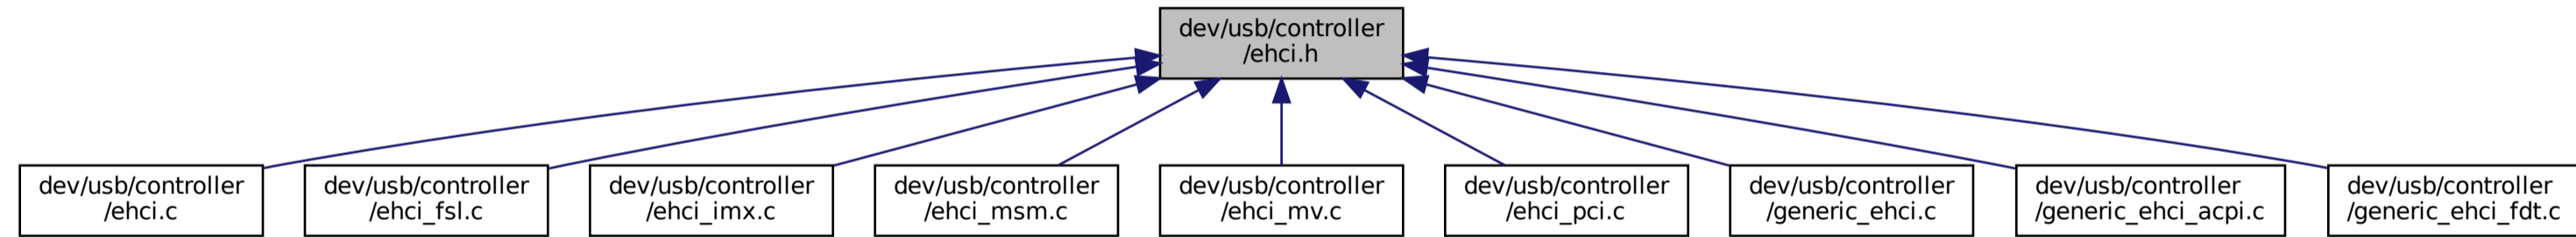 dev/usb/controller
/ehci.h
dev/usb/controller
/ehci.c
dev/usb/controller
/ehci_fsl.c
dev/usb/controller
/ehci_imx.c
dev/usb/controller
/ehci_msm.c
dev/usb/controller
/ehci_mv.c
dev/usb/controller
/ehci_pci.c
dev/usb/controller
/generic_ehci.c
dev/usb/controller
/generic_ehci_acpi.c
dev/usb/controller
/generic_ehci_fdt.c